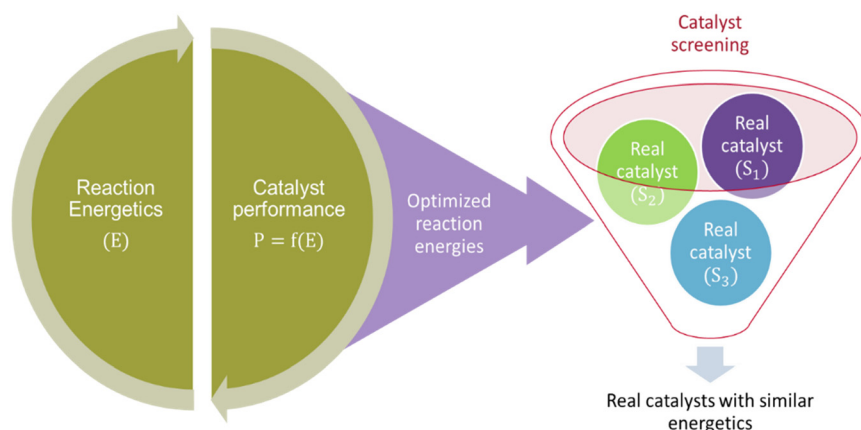 Reaction
Energetics
(E)
Catalyst
performance
P = f(E)
Optimized
reaction
energies
Catalyst
screening
Real
catalyst
(S₁)
Real
catalyst
(S₂)
Real
catalyst
(S₃)
Real catalysts with similar
energetics